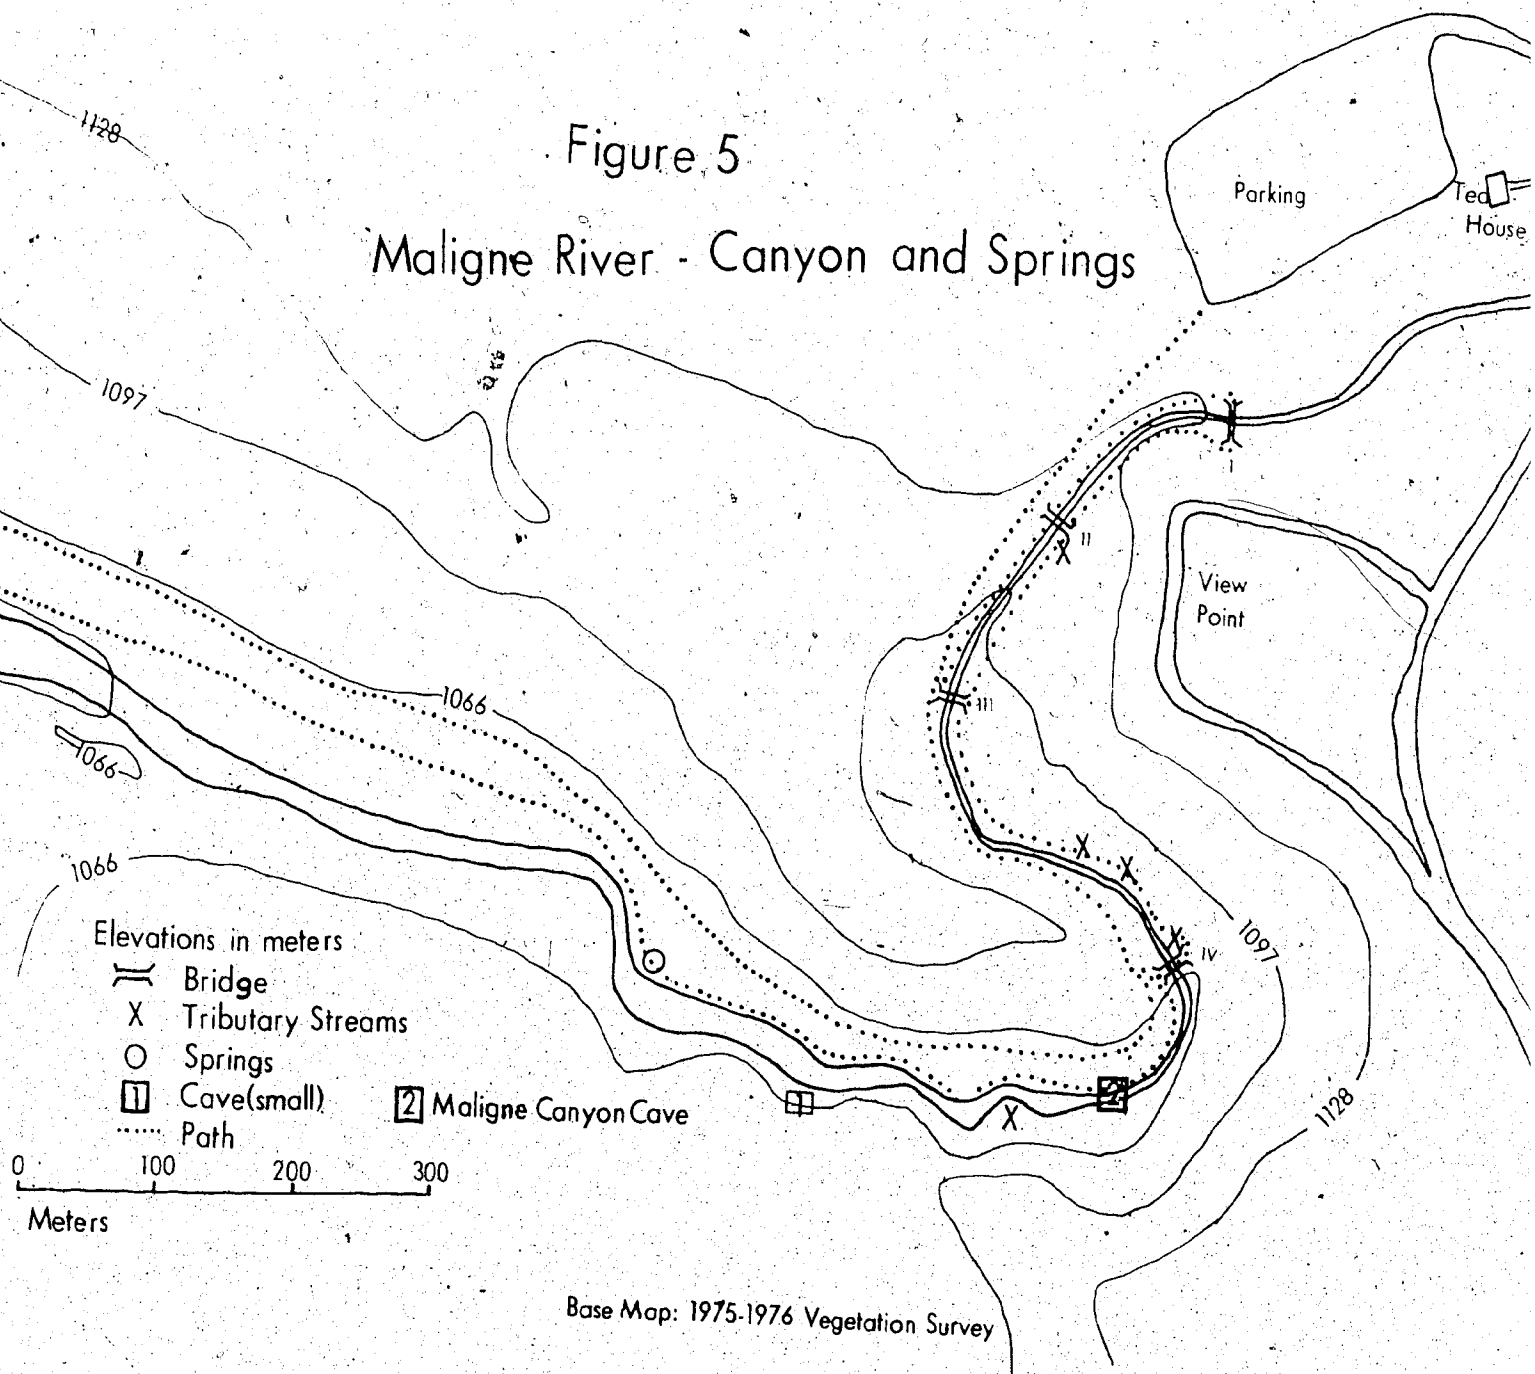 Figure 5
Maligne River - Canyon and Springs
1128
Parking
Tea
House
1097
I
II
View
Point
1066
III
1066
1066
1097
IV
Elevations in meters
Bridge
X Tributary Streams
Springs
1 Cave(small)
2 Maligne Canyon Cave
Path
1
2
X
1128
0 100 200 300
Meters
Base Map: 1975-1976 Vegetation Survey